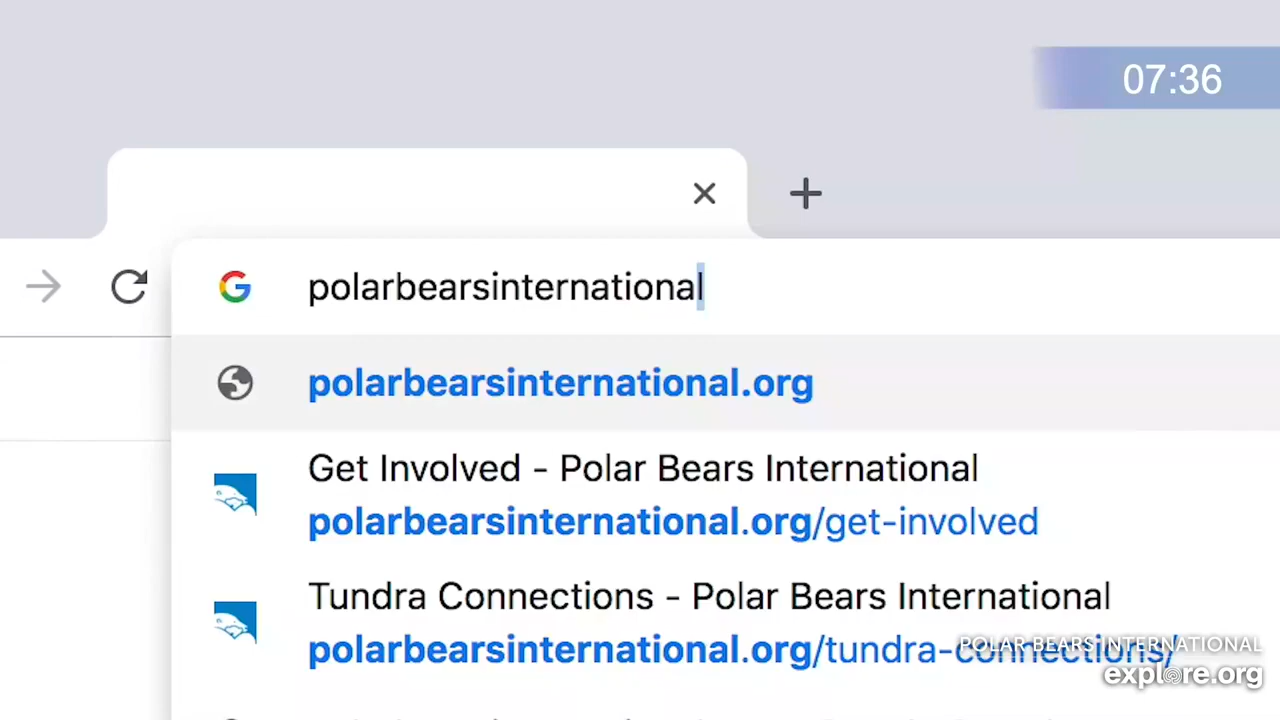 07:36
polarbearsinternational
polarbearsinternational.org
Get Involved - Polar Bears International
polarbearsinternational.org/get-involved
Tundra Connections - Polar Bears International
polarbearsinternational.org/tundra-connections/
POLAR BEARS INTERNATIONAL
explore.org